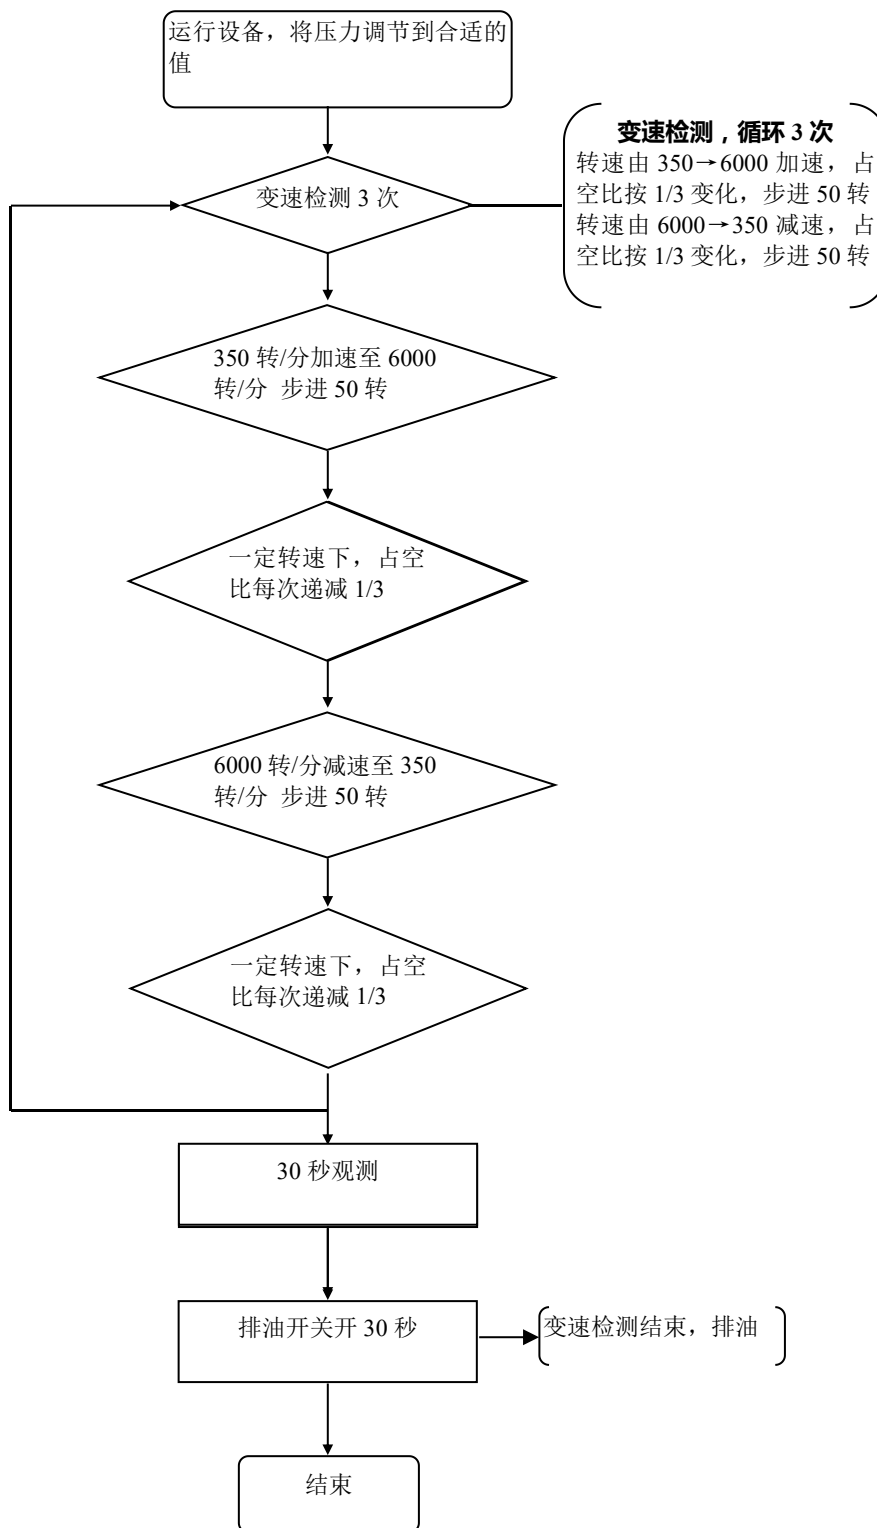 运行设备，将压力调节到合适的
值
变速检测，循环 3 次
转速由 350→6000 加速，占
空比按 1/3 变化，步进 50 转
转速由 6000→350 减速，占
空比按 1/3 变化，步进 50 转
变速检测 3 次
350 转/分加速至 6000
转/分 步进 50 转
一定转速下，占空
比每次递减 1/3
6000 转/分减速至 350
转/分 步进 50 转
一定转速下，占空
比每次递减 1/3
30 秒观测
排油开关开 30 秒
变速检测结束，排油
结束